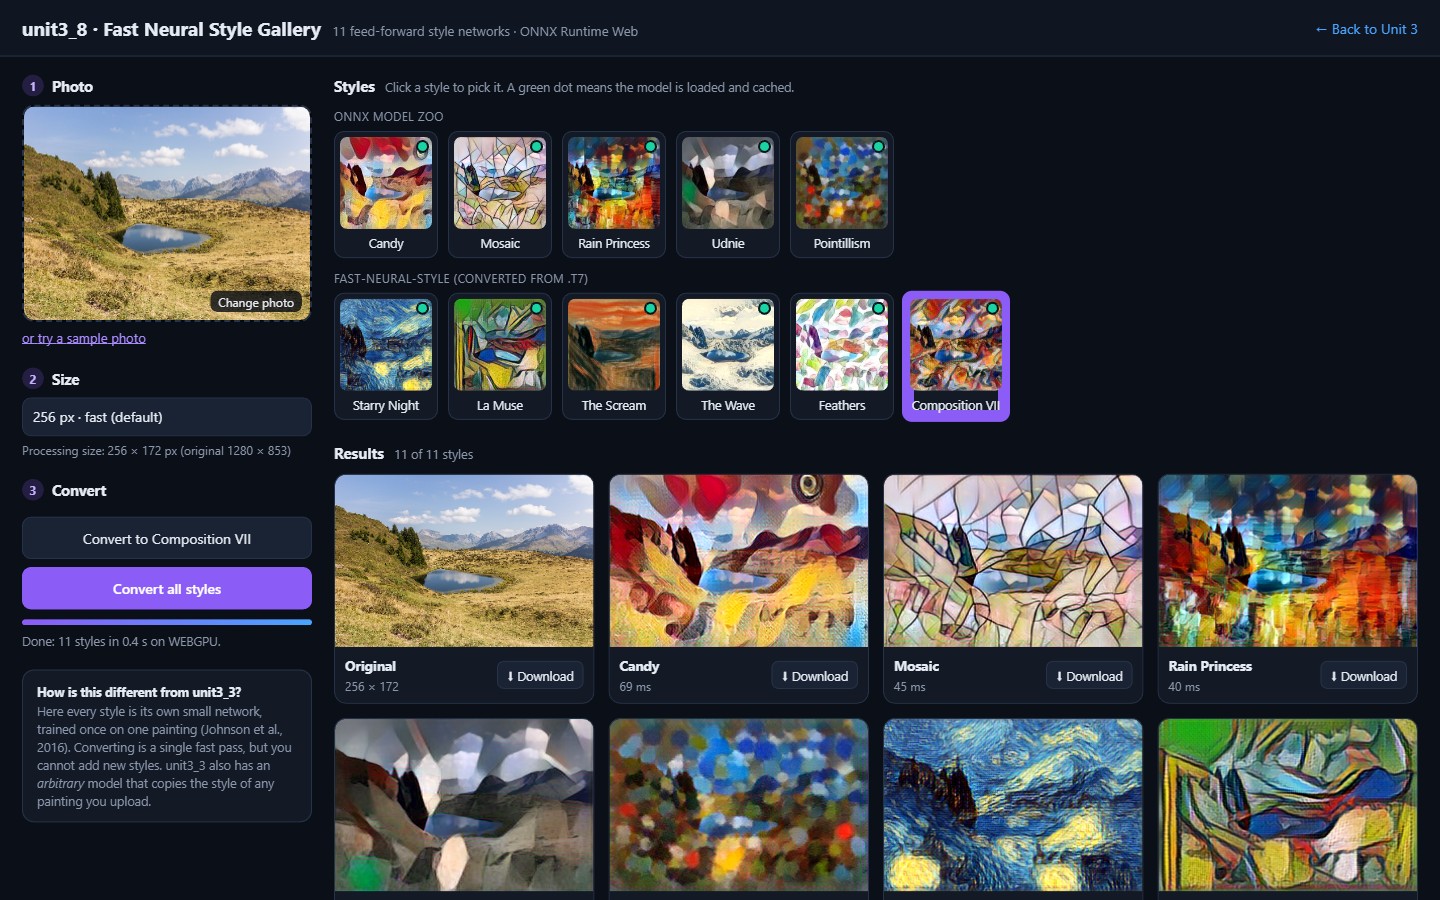 unit3_8 · Fast Neural Style Gallery 11 feed-forward style networks · ONNX Runtime Web
← Back to Unit 3
1 Photo
Change photo
or try a sample photo
2 Size
256 px · fast (default)
Processing size: 256 × 172 px (original 1280 × 853)
3 Convert
Convert to Composition VII
Convert all styles
Done: 11 styles in 0.4 s on WEBGPU.
How is this different from unit3_3?
Here every style is its own small network,
trained once on one painting (Johnson et al.,
2016). Converting is a single fast pass, but you
cannot add new styles. unit3_3 also has an
arbitrary model that copies the style of any
painting you upload.
Styles Click a style to pick it. A green dot means the model is loaded and cached.
ONNX MODEL ZOO
Candy
Mosaic
Rain Princess
Udnie
Pointillism
FAST-NEURAL-STYLE (CONVERTED FROM .T7)
Starry Night
La Muse
The Scream
The Wave
Feathers
Composition VII
Results 11 of 11 styles
Original
256 × 172
⬇ Download
Candy
69 ms
⬇ Download
Mosaic
45 ms
⬇ Download
Rain Princess
40 ms
⬇ Download